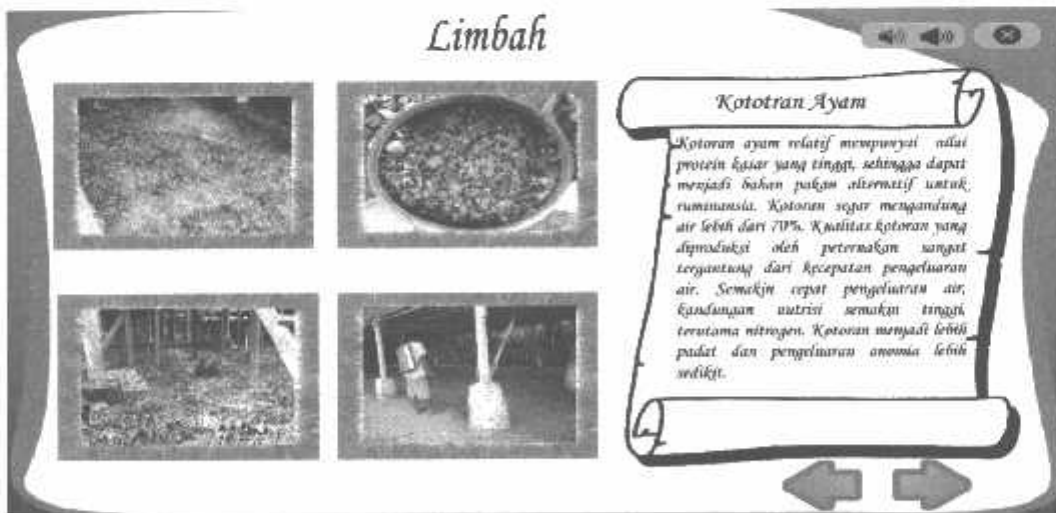 Limbah
Kototran Ayam
Kotoran ayam relatif mempunyai nilai
protein kasar yang tinggi, sehingga dapat
menjadi bahan pakan alternatif untuk
ruminansia. Kotoran segar mengandung
air lebih dari 70%. Kualitas kotoran yang
diproduksi oleh peternakan sangat
tergantung dari kecepatan pengeluaran
air. Semakin cepat pengeluaran air,
kandungan nutrisi semakin tinggi,
terutama nitrogen. Kotoran menjadi lebih
padat dan pengeluaran anomia lebih
sedikit.